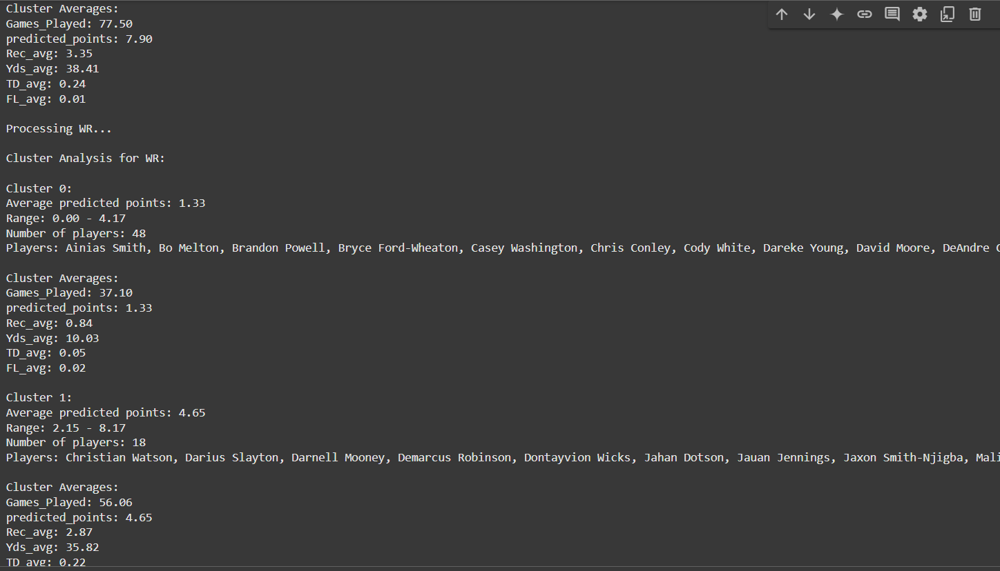 Cluster Averages:
Games_Played: 77.50
predicted_points: 7.90
Rec_avg: 3.35
Yds_avg: 38.41
TD_avg: 0.24
FL_avg: 0.01
Processing WR...
Cluster Analysis for WR:
Cluster 0:
Average predicted points: 1.33
Range: 0.00 - 4.17
Number of players: 48
Players: Ainias Smith, Bo Melton, Brandon Powell, Bryce Ford-Wheaton, Casey Washington, Chris Conley, Cody White, Dareke Young, David Moore, DeAndre
Cluster Averages:
Games_Played: 37.10
predicted_points: 1.33
Rec_avg: 0.84
Yds_avg: 10.03
TD_avg: 0.05
FL_avg: 0.02
Cluster 1:
Average predicted points: 4.65
Range: 2.15 - 8.17
Number of players: 18
Players: Christian Watson, Darius Slayton, Darnell Mooney, Demarcus Robinson, Dontayvion Wicks, Jahan Dotson, Jauan Jennings, Jaxon Smith-Njigba, Mali
Cluster Averages:
Games_Played: 56.06
predicted_points: 4.65
Rec_avg: 2.87
Yds_avg: 35.82
TD_avg: 0.22